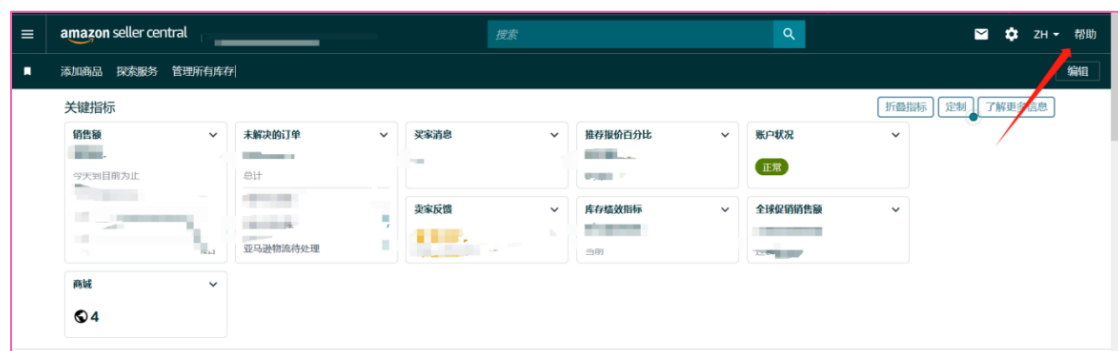 amazon seller central
搜索
ZH
帮助
添加商品 探索服务 管理所有库存
编辑
关键指标
折叠指标 定制 了解更多信息
销售额
今天到目前为止
未解决的订单
总计
亚马逊物流待处理
买家消息
推荐报价百分比
账户状况
正常
卖家反馈
库存绩效指标
当前
全球促销销售额
商城
4